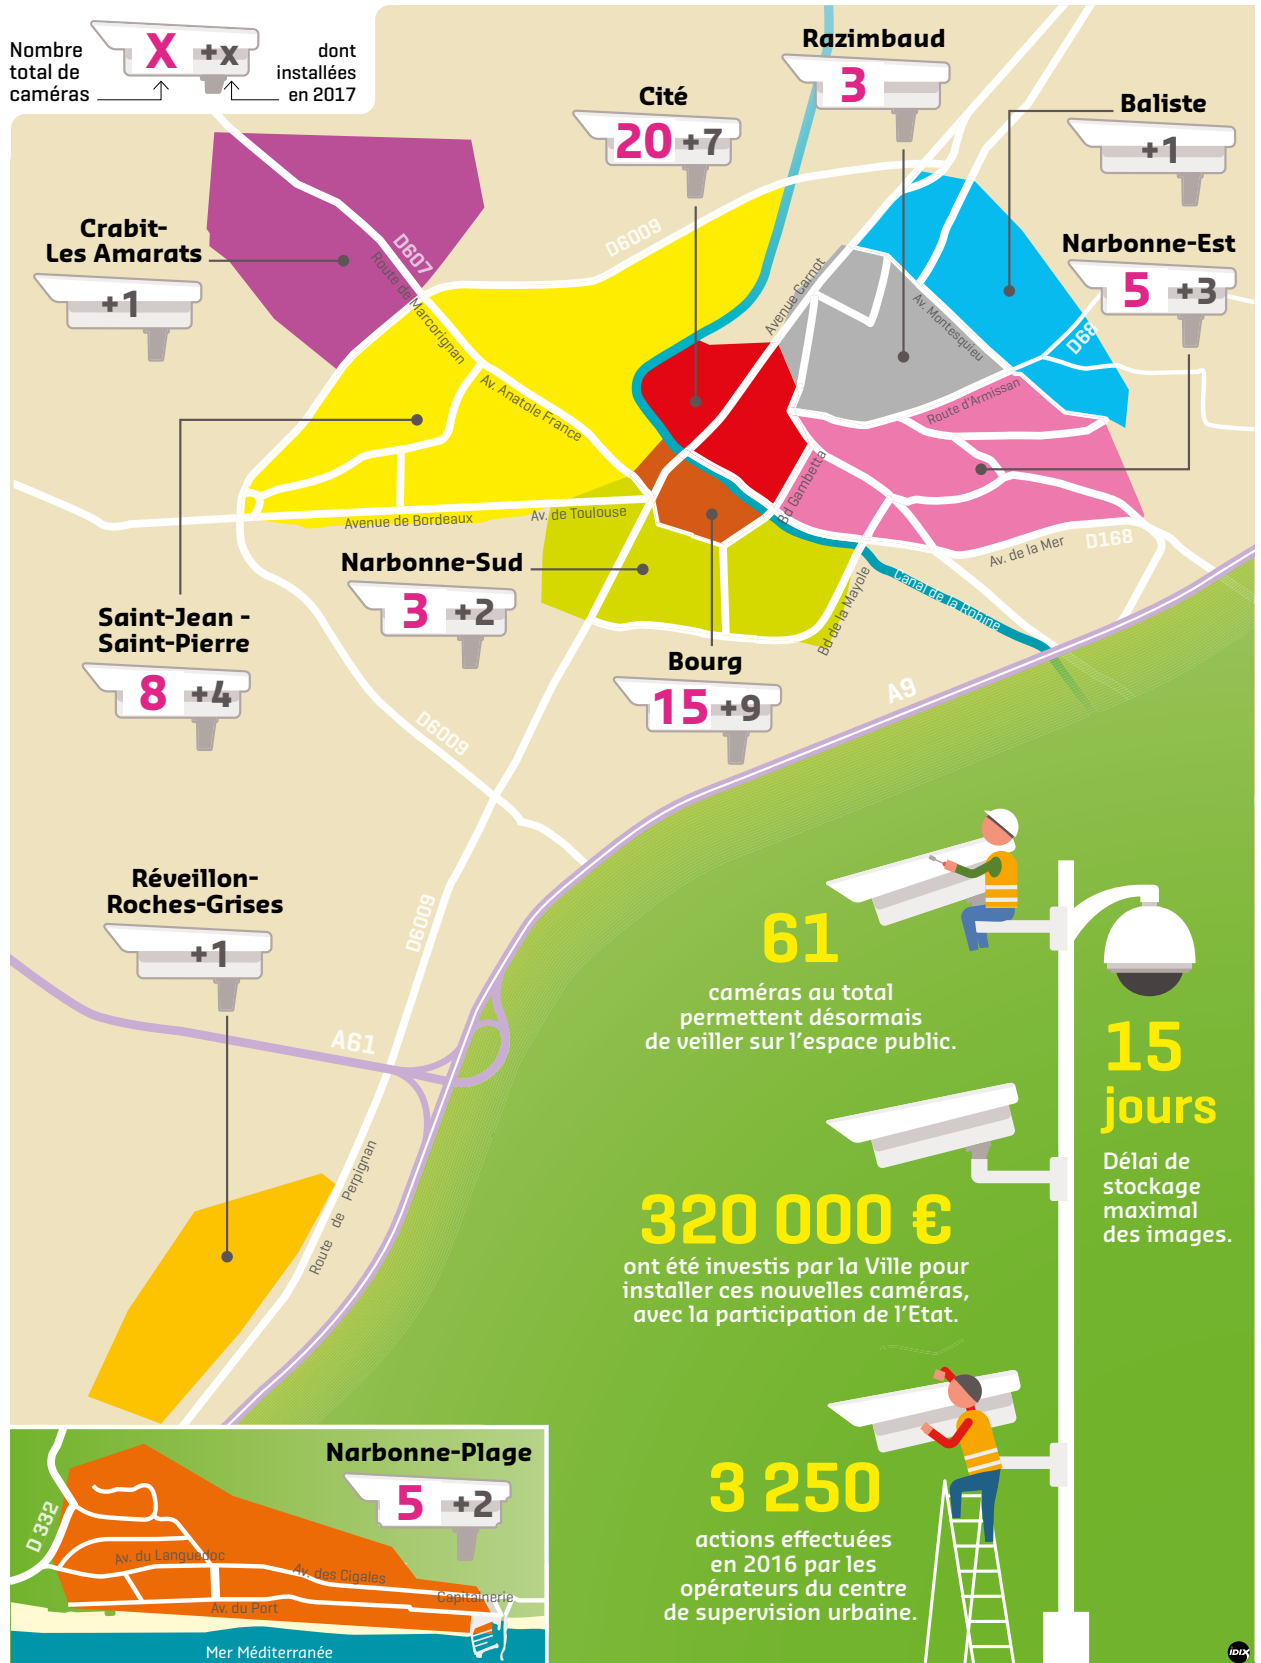 Nombre
total de
caméras
X +x
dont
installées
en 2017
Razimbaud
3
Cité
20 +7
Baliste
+1
Crabit-
Les Amarats
+1
Narbonne-Est
5 +3
D6009
D607
Route de Marcorignan
Avenue Carnot
Av. Montesquieu
D68
Av. Anatole France
Route d'Armissan
Bd Gambetta
Avenue de Bordeaux
Av. de Toulouse
Av. de la Mer
D168
Narbonne-Sud
3 +2
Canal de la Robine
Bd de la Mayole
Saint-Jean -
Saint-Pierre
8 +4
Bourg
15 +9
A9
D6009
Réveillon-
Roches-Grises
+1
D6009
A61
Route de Perpignan
61
caméras au total
permettent désormais
de veiller sur l'espace public.
15
jours
Délai de
stockage
maximal
des images.
320 000 €
ont été investis par la Ville pour
installer ces nouvelles caméras,
avec la participation de l'Etat.
3 250
actions effectuées
en 2016 par les
opérateurs du centre
de supervision urbaine.
Narbonne-Plage
5 +2
D 332
Av. du Languedoc
Av. des Cigales
Capitainerie
Av. du Port
Mer Méditerranée
iDIX